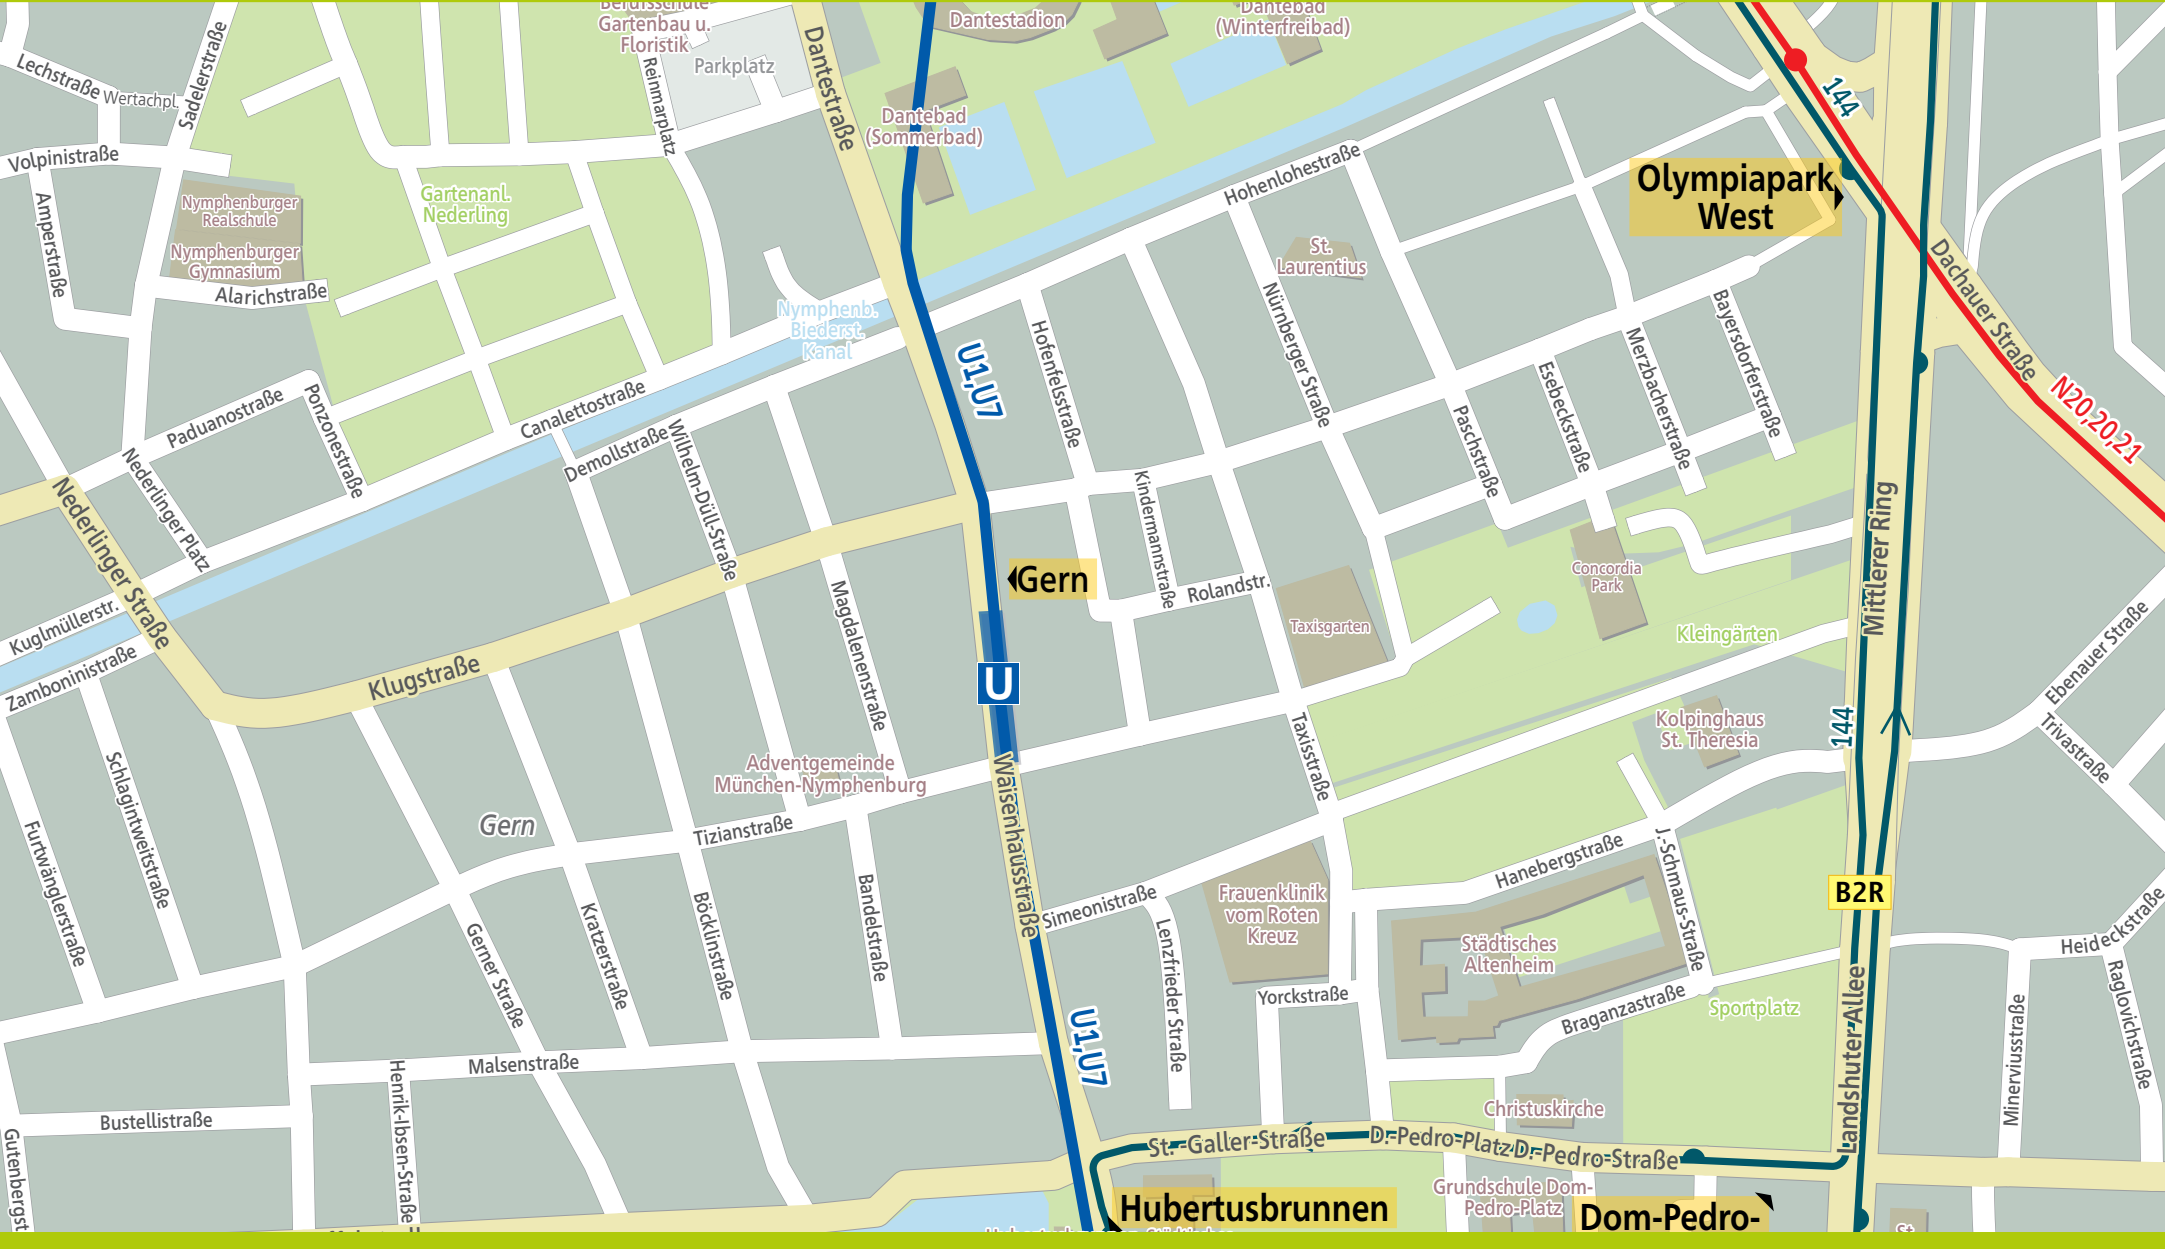 Gartenbau u.
Floristik
Parkplatz
Dantestraße
Dantestadion
Dantebad
(Winterfreibad)
Dantebad
(Sommerbad)
Lechstraße
Wertachpl.
Sadelerstraße
Reinmarplatz
Volpinistraße
Amperstraße
Nymphenburger
Realschule
Nymphenburger
Gymnasium
Alarichstraße
Gartenanl.
Nederling
Hohenlohestraße
144
Olympiapark
West
St.
Laurentius
Dachauer Straße
N20,20,21
Nymphenb.
Biederst.
Kanal
U1,U7
Hofenfelsstraße
Nürnberger Straße
Bayersdorferstraße
Merzbacherstraße
Esebeckstraße
Paschstraße
Paduanostraße
Ponzonestraße
Canalettostraße
Demollstraße
Wilhelm-Düll-Straße
Nederlinger Platz
Nederlinger Straße
Kindermannstraße
Rolandstr.
Gern
Taxisgarten
Concordia
Park
Kleingärten
Mittlerer Ring
Kuglmüllerstr.
Zamboninistraße
Klugstraße
Magdalenenstraße
U
Kolpinghaus
St. Theresia
144
Ebenauer Straße
Trivastraße
Schlagintweitstraße
Furtwänglerstraße
Gern
Adventgemeinde
München-Nymphenburg
Tizianstraße
Waisenhausstraße
Taxisstraße
Hanebergstraße
J.-Schmaus-Straße
B2R
Simeonistraße
Frauenklinik
vom Roten
Kreuz
Städtisches
Altenheim
Heideckstraße
Raglovichstraße
Gerner Straße
Kratzerstraße
Böcklinstraße
Bandelstraße
Lenzfrieder Straße
Yorckstraße
Braganzastraße
Sportplatz
Landshuter-Allee
Minerviusstraße
U1,U7
Malsenstraße
Henrik-Ibsen-Straße
Bustellistraße
Christuskirche
St.-Galler-Straße
D.-Pedro-Platz
D.-Pedro-Straße
Grundschule Dom-
Pedro-Platz
Hubertusbrunnen
Dom-Pedro-